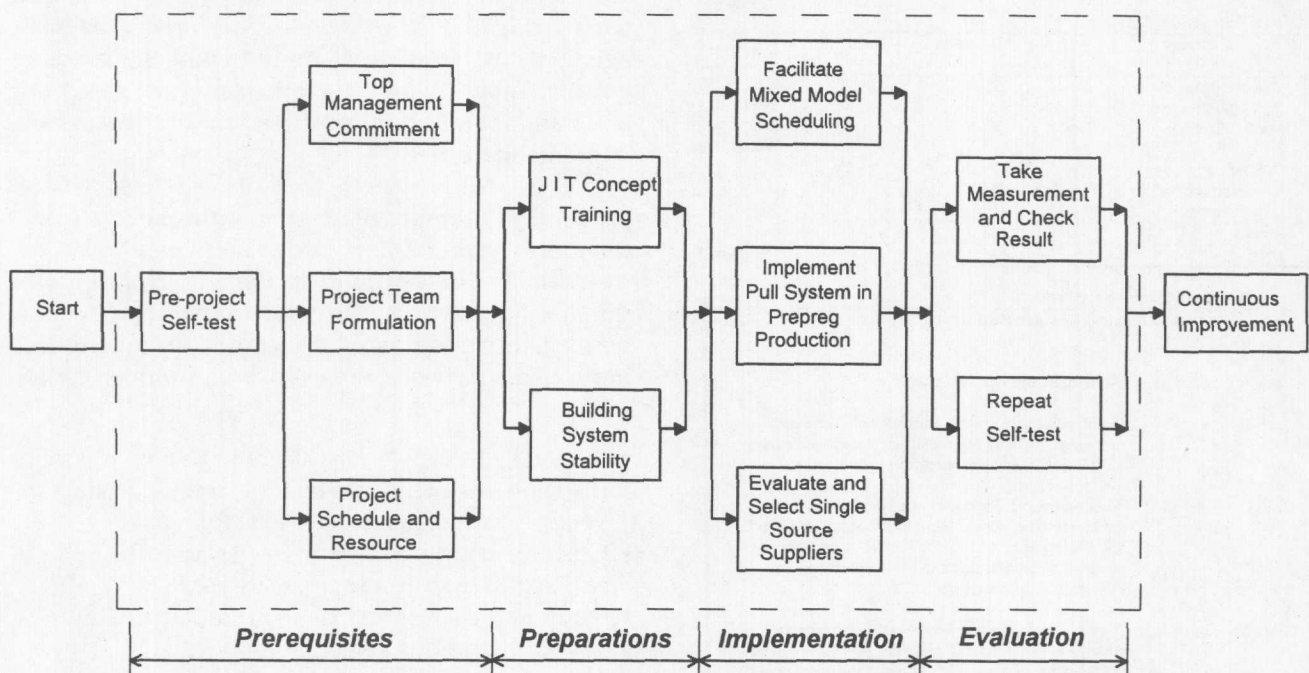 Start
Pre-project
Self-test
Top
Management
Commitment
Project Team
Formulation
Project
Schedule and
Resource
J I T Concept
Training
Building
System
Stability
Facilitate
Mixed Model
Scheduling
Implement
Pull System in
Prepreg
Production
Evaluate and
Select Single
Source
Suppliers
Take
Measurement
and Check
Result
Repeat
Self-test
Continuous
Improvement
Prerequisites
Preparations
Implementation
Evaluation